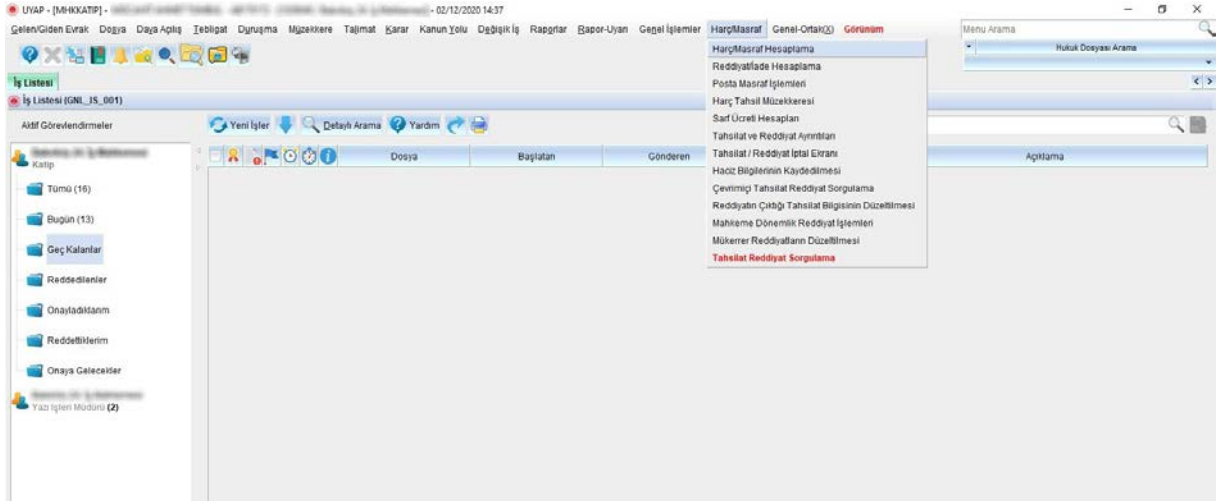 UYAP - [MHKKATIP] - - 02/12/2020 14:37
Gelen/Giden Evrak Dosya Dava Açılış Tebligat Duruşma Müzekkere Talimat Karar Kanun Yolu Değişik İş Raporlar Rapor-Uyarı Genel İşlemler Harç/Masraf Genel-Ortak(X) Görünüm Menu Arama
Hukuk Dosyası Arama
İş Listesi
İş Listesi (GNL_IS_001)
Aktif Görevlendirmeler
Yeni İşler Detaylı Arama Yardım
Dosya Başlatan Gönderen Açıklama
Katip
Tümü (16)
Bugün (13)
Geç Kalanlar
Reddedilenler
Onayladıklarım
Reddettiklerim
Onaya Gelecekler
Yazı İşleri Müdürü (2)
Harç/Masraf Hesaplama
Reddiyat/İade Hesaplama
Posta Masraf İşlemleri
Harç Tahsil Müzekkeresi
Sarf Ücreti Hesapları
Tahsilat ve Reddiyat Ayrıntıları
Tahsilat / Reddiyat İptal Ekranı
Haciz Bilgilerinin Kaydedilmesi
Çevrimiçi Tahsilat Reddiyat Sorgulama
Reddiyatın Çıktığı Tahsilat Bilgisinin Düzeltilmesi
Mahkeme Dönemlik Reddiyat İşlemleri
Mükerrer Reddiyatların Düzeltilmesi
Tahsilat Reddiyat Sorgulama